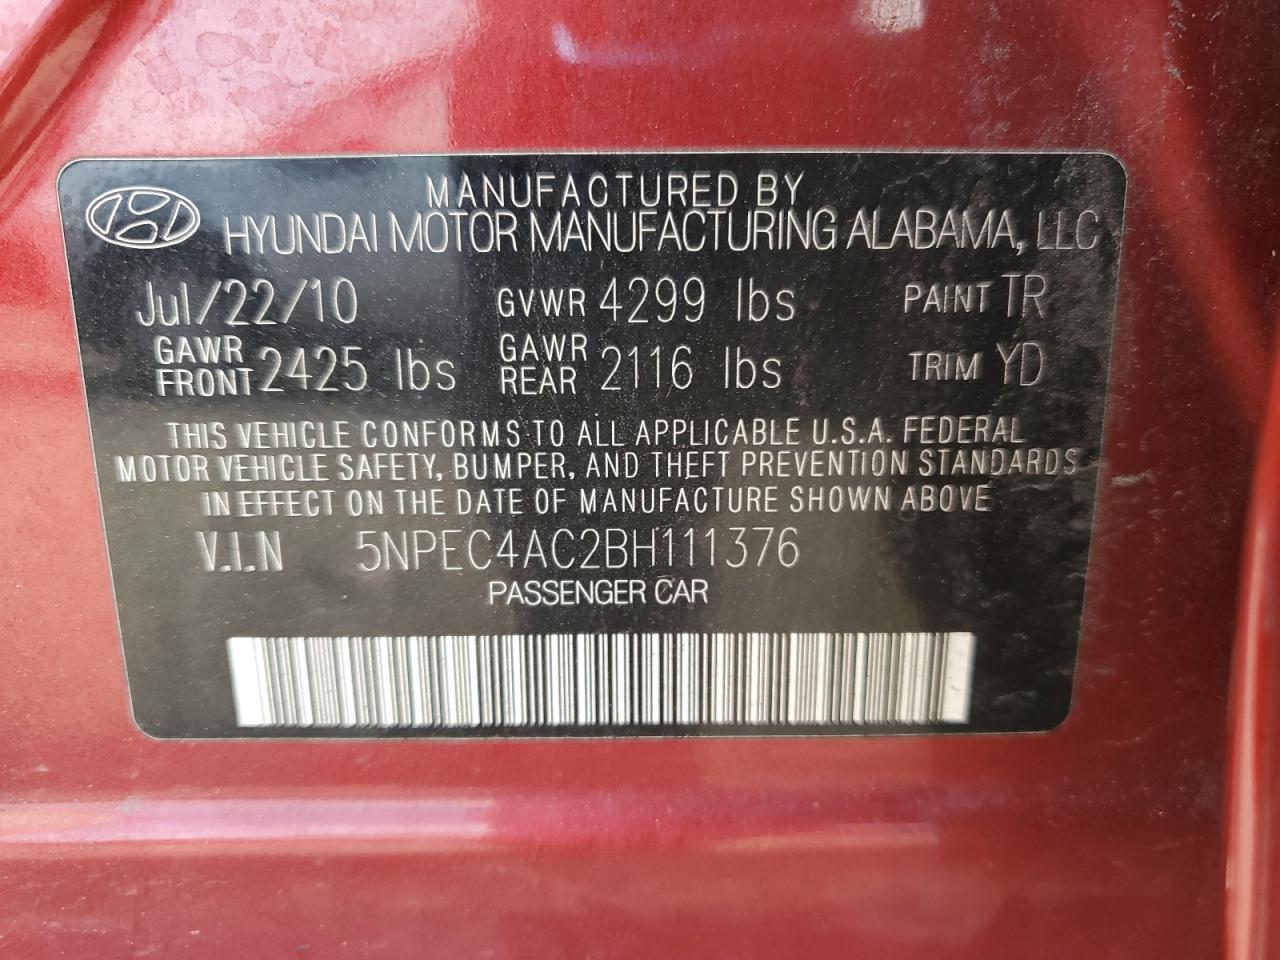 MANUFACTURED BY
HYUNDAI MOTOR MANUFACTURING ALABAMA, LLC
Jul/22/10 GVWR 4299 lbs PAINT TR
GAWR FRONT 2425 lbs GAWR REAR 2116 lbs TRIM YD
THIS VEHICLE CONFORMS TO ALL APPLICABLE U.S.A. FEDERAL
MOTOR VEHICLE SAFETY, BUMPER, AND THEFT PREVENTION STANDARDS
IN EFFECT ON THE DATE OF MANUFACTURE SHOWN ABOVE
V.I.N 5NPEC4AC2BH111376
PASSENGER CAR